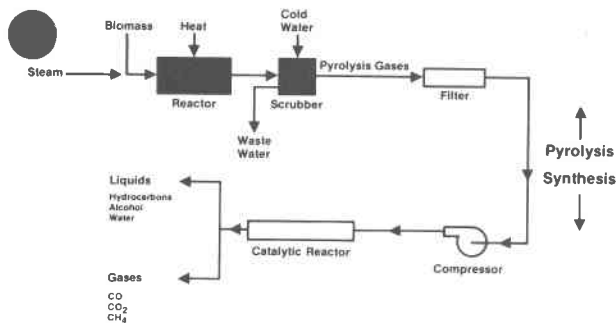 Biomass
Heat
Cold
Water
Steam
Pyrolysis Gases
Reactor
Scrubber
Filter
Waste
Water
Pyrolysis
Synthesis
Liquids
Hydrocarbons
Alcohol
Water
Catalytic Reactor
Compressor
Gases
CO
CO₂
CH₄